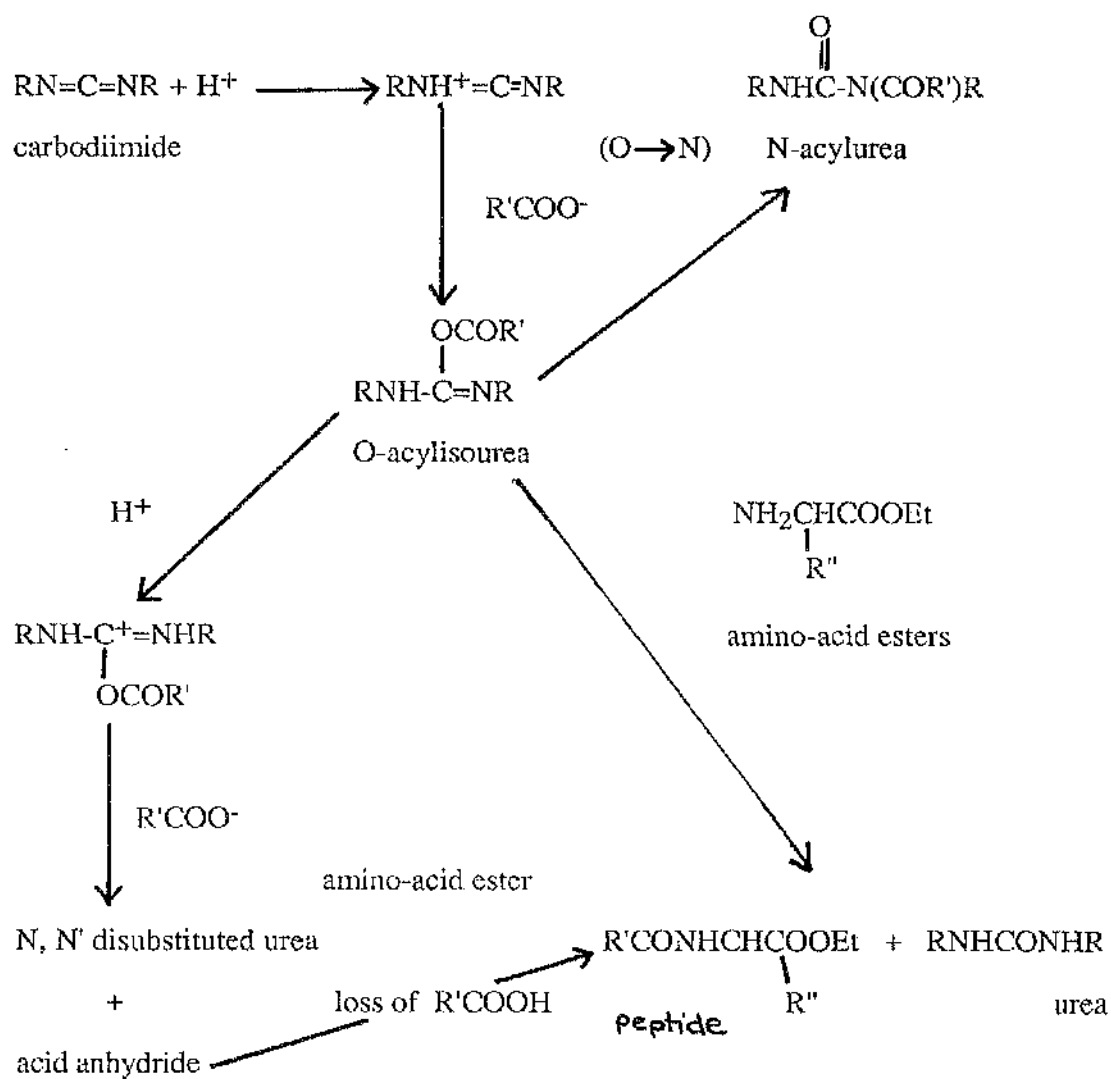 O
RN=C=NR + H⁺ RNH⁺=C=NR RNHC-N(COR')R
carbodiimide (O→N) N-acylurea
R'COO⁻
OCOR'
RNH-C=NR
O-acylisourea
H⁺ NH₂CHCOOEt
R"
RNH-C⁺=NHR amino-acid esters
OCOR'
R'COO⁻
amino-acid ester
N, N' disubstituted urea R'CONHCHCOOEt + RNHCONHR
+ loss of R'COOH peptide R" urea
acid anhydride